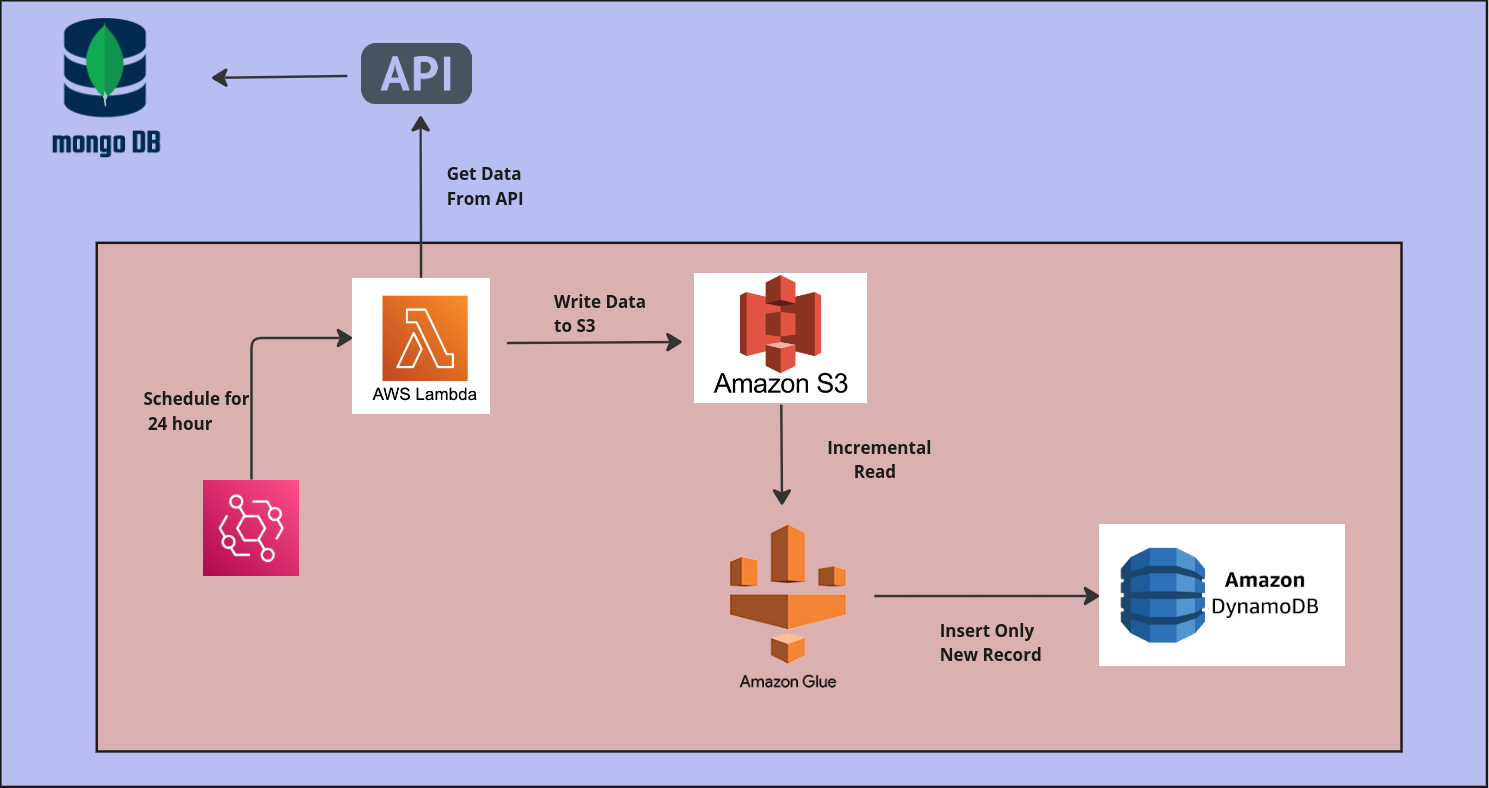 mongo DB
API
Get Data
From API
Write Data
to S3
AWS Lambda
Amazon S3
Schedule for
24 hour
Incremental
Read
Amazon
DynamoDB
Insert Only
New Record
Amazon Glue